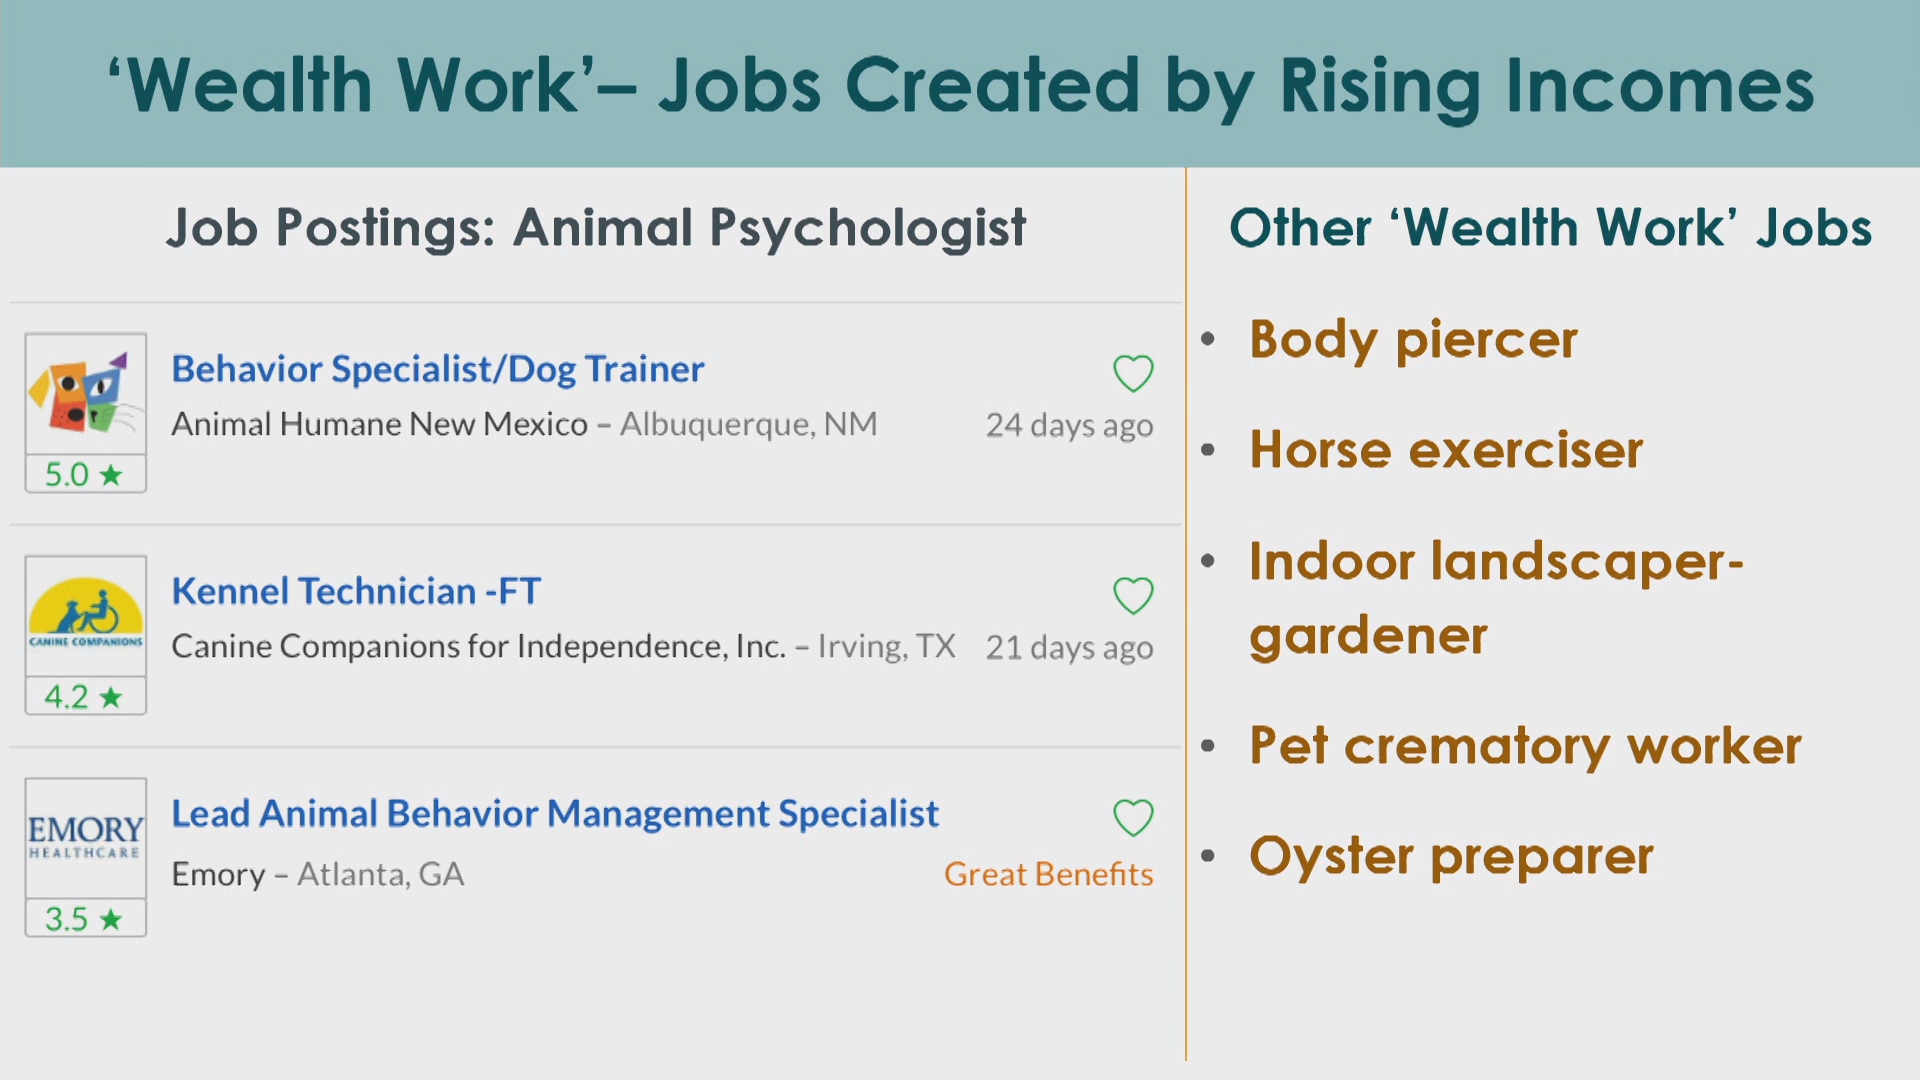 ‘Wealth Work’– Jobs Created by Rising Incomes
Job Postings: Animal Psychologist
Behavior Specialist/Dog Trainer
Animal Humane New Mexico – Albuquerque, NM
24 days ago
5.0 ★
CANINE COMPANIONS
Kennel Technician -FT
Canine Companions for Independence, Inc. – Irving, TX
21 days ago
4.2 ★
EMORY
HEALTHCARE
Lead Animal Behavior Management Specialist
Emory – Atlanta, GA
Great Benefits
3.5 ★
Other ‘Wealth Work’ Jobs
• Body piercer
• Horse exerciser
• Indoor landscaper-
gardener
• Pet crematory worker
• Oyster preparer